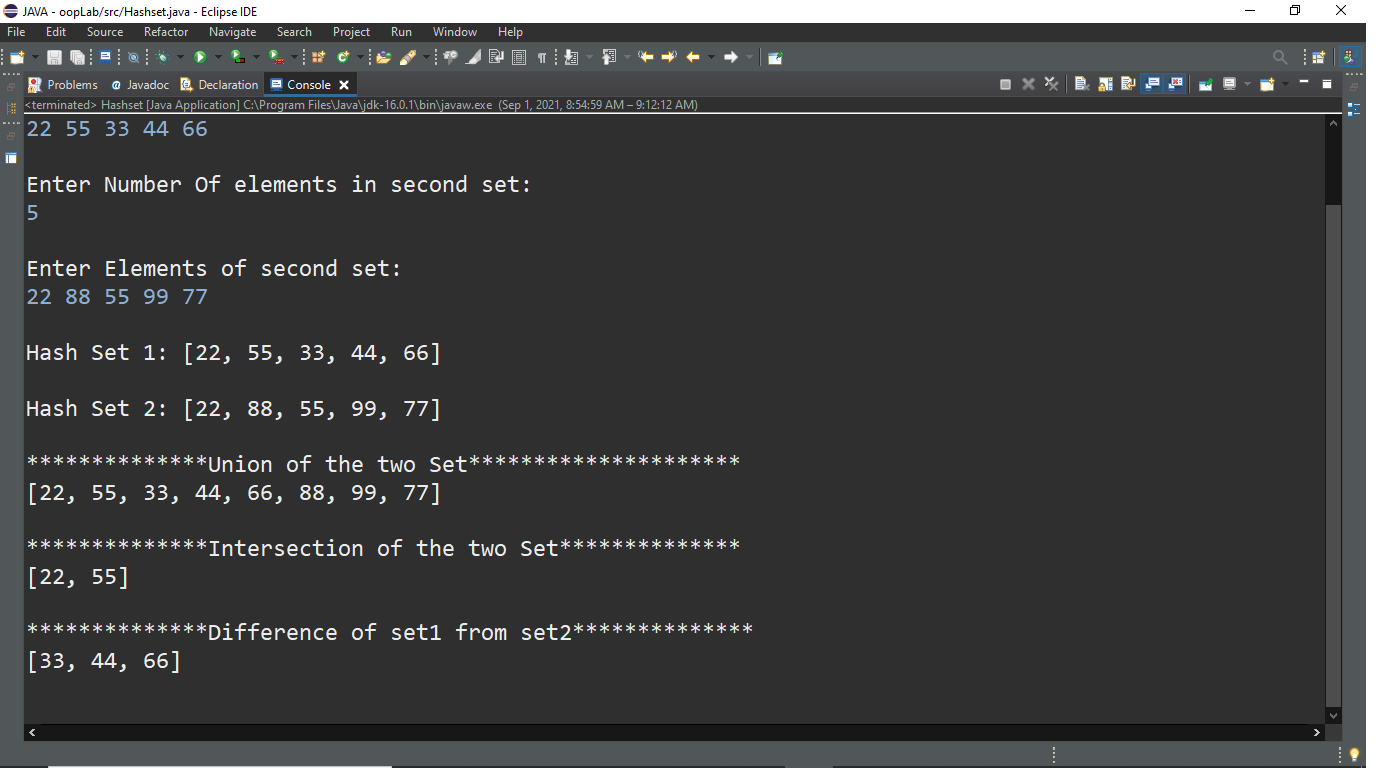 JAVA - oopLab/src/Hashset.java - Eclipse IDE
File Edit Source Refactor Navigate Search Project Run Window Help
Problems @ Javadoc Declaration Console
<terminated> Hashset [Java Application] C:\Program Files\Java\jdk-16.0.1\bin\javaw.exe (Sep 1, 2021, 8:54:59 AM – 9:12:12 AM)
22 55 33 44 66
Enter Number Of elements in second set:
5
Enter Elements of second set:
22 88 55 99 77
Hash Set 1: [22, 55, 33, 44, 66]
Hash Set 2: [22, 88, 55, 99, 77]
**************Union of the two Set*********************
[22, 55, 33, 44, 66, 88, 99, 77]
**************Intersection of the two Set**************
[22, 55]
**************Difference of set1 from set2**************
[33, 44, 66]